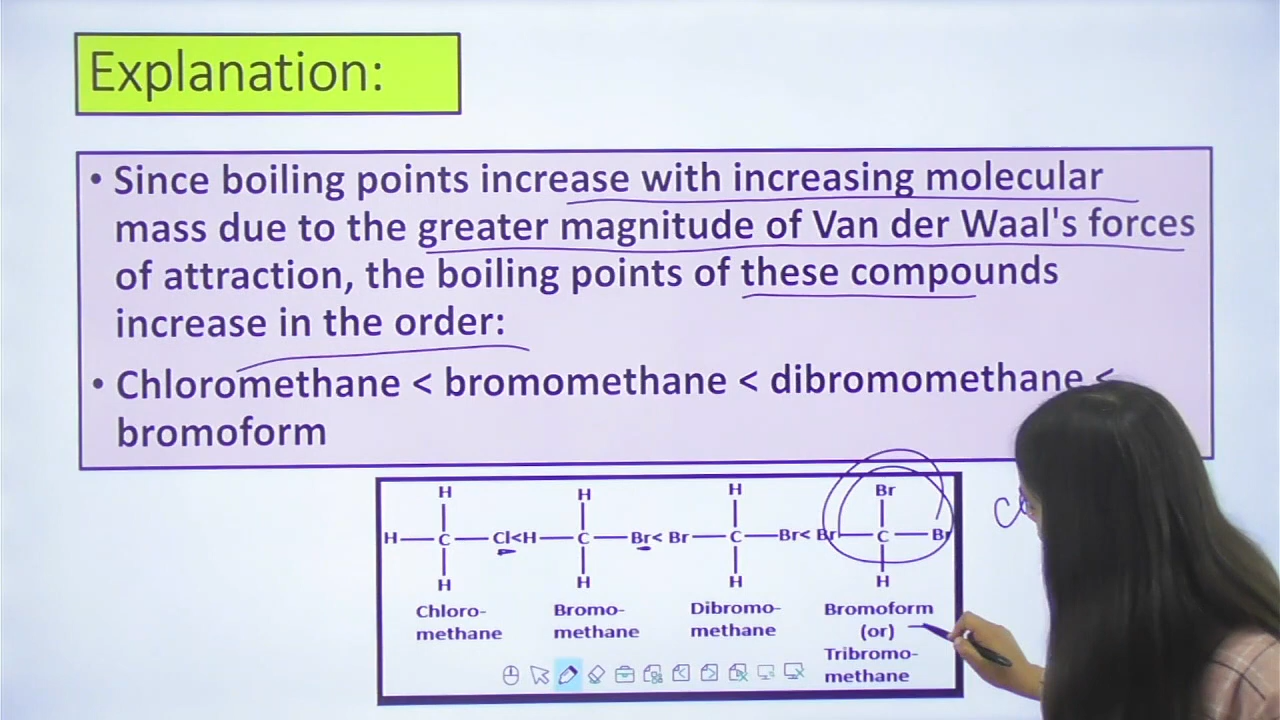 Explanation:
• Since boiling points increase with increasing molecular
mass due to the greater magnitude of Van der Waal's forces
of attraction, the boiling points of these compounds
increase in the order:
• Chloromethane < bromomethane < dibromomethane <
bromoform
H H H Br
H C Cl<H C Br< Br C Br< Br C Br
H H H H
Chloro-
methane
Bromo-
methane
Dibromo-
methane
Bromoform
(or)
Tribromo-
methane